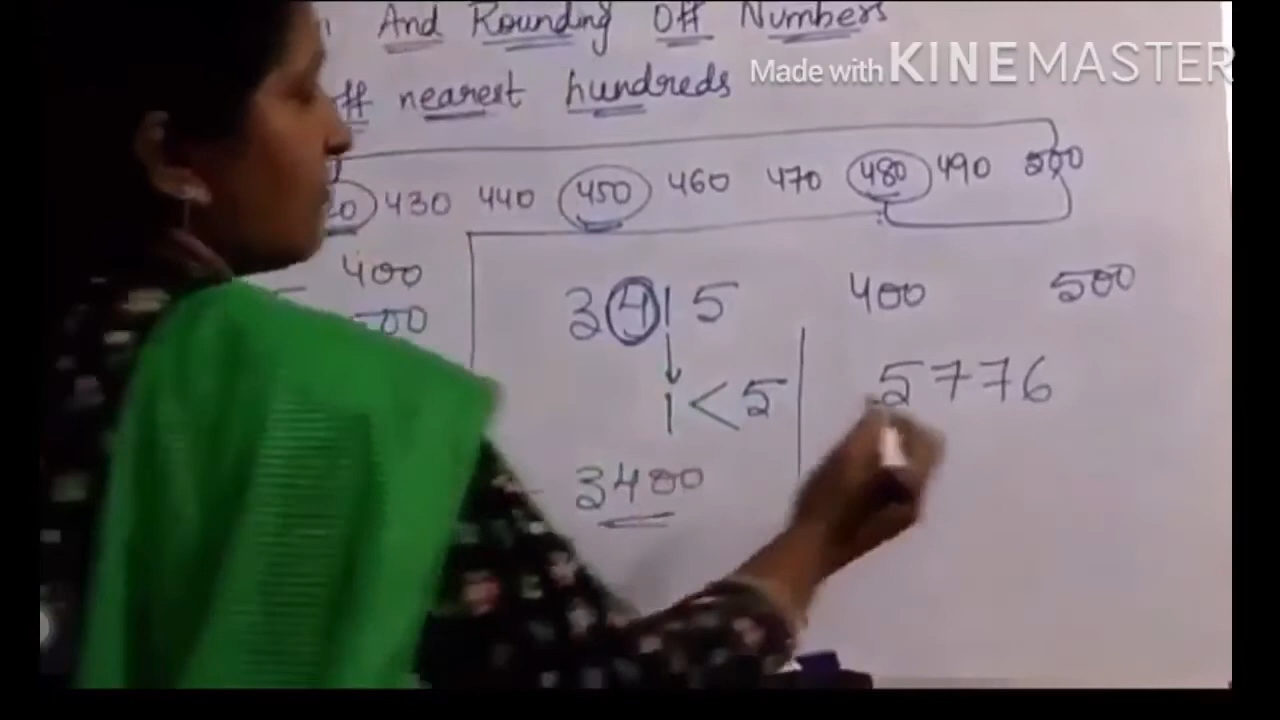 And Rounding Off Numbers
Made with KINEMASTER
nearest hundreds
430 440 450 460 470 480 490 500
400
500
3415
400 500
1 < 5
5776
3400